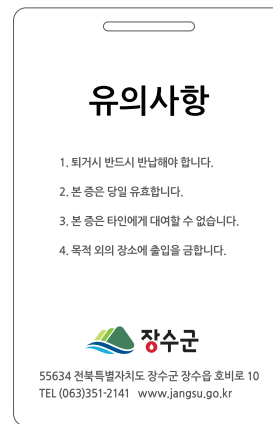 유의사항
1. 퇴거시 반드시 반납해야 합니다.
2. 본 증은 당일 유효합니다.
3. 본 증은 타인에게 대여할 수 없습니다.
4. 목적 외의 장소에 출입을 금합니다.
장수군
55634 전북특별자치도 장수군 장수읍 호비로 10
TEL (063)351-2141 www.jangsu.go.kr